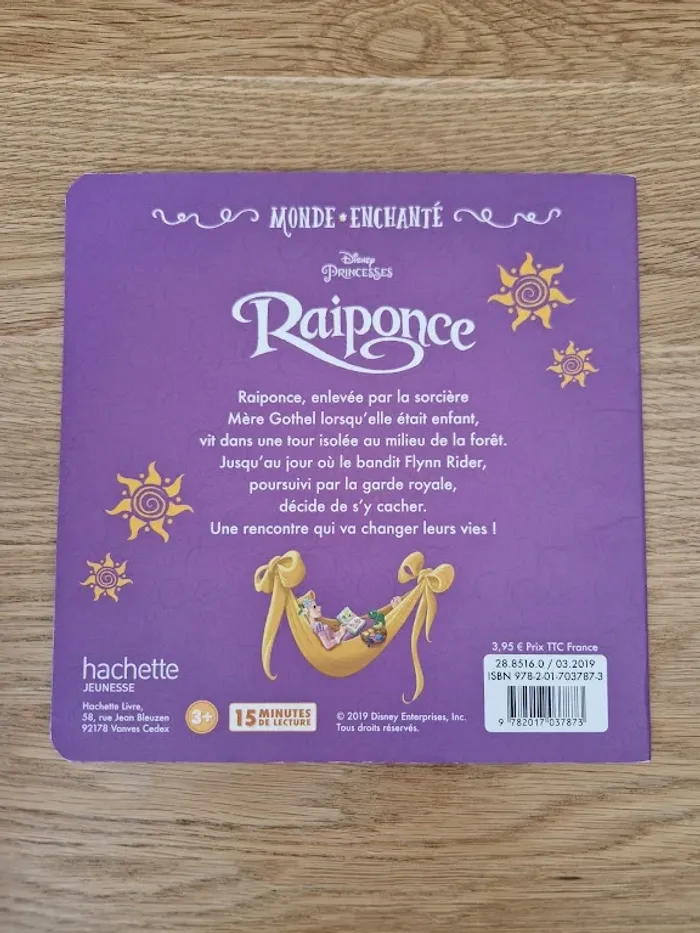 MONDE ENCHANTÉ
Disney
PRINCESSES
Raiponce
Raiponce, enlevée par la sorcière
Mère Gothel lorsqu'elle était enfant,
vit dans une tour isolée au milieu de la forêt.
Jusqu'au jour où le bandit Flynn Rider,
poursuivi par la garde royale,
décide de s'y cacher.
Une rencontre qui va changer leurs vies !
3,95 € Prix TTC France
28.8516.0 / 03.2019
ISBN 978-2-01-703787-3
9 782017 037873
hachette
JEUNESSE
Hachette Livre,
58, rue Jean Bleuzen
92178 Vanves Cedex
3+
15 MINUTES
DE LECTURE
© 2019 Disney Enterprises, Inc.
Tous droits réservés.